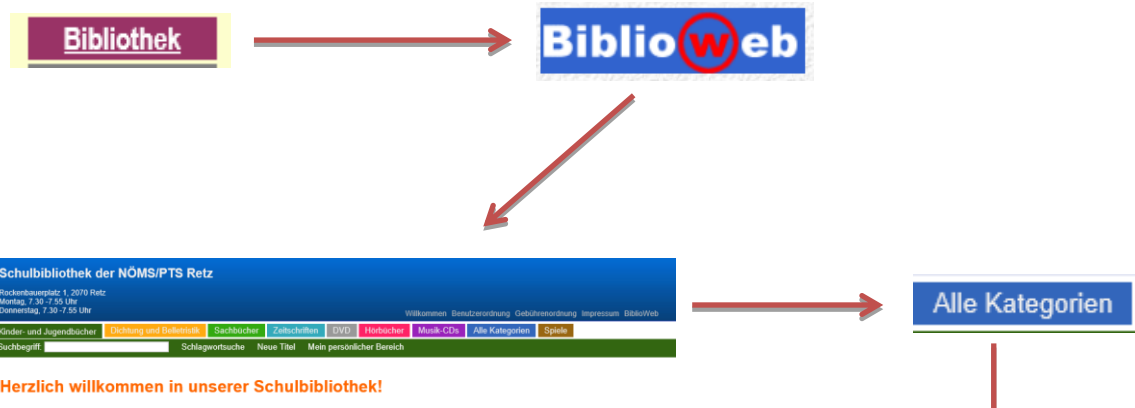 Bibliothek
Biblioweb
Schulbibliothek der NÖMS/PTS Retz
Rockenbauerplatz 1, 2070 Retz
Montag, 7.30 -7.55 Uhr
Donnerstag, 7.30 -7.55 Uhr
Willkommen Benutzerordnung Gebührenordnung Impressum BiblioWeb
Kinder- und Jugendbücher Dichtung und Belletristik Sachbücher Zeitschriften DVD Hörbücher Musik-CDs Alle Kategorien Spiele
Suchbegriff: Schlagwortsuche Neue Titel Mein persönlicher Bereich
Alle Kategorien
Herzlich willkommen in unserer Schulbibliothek!